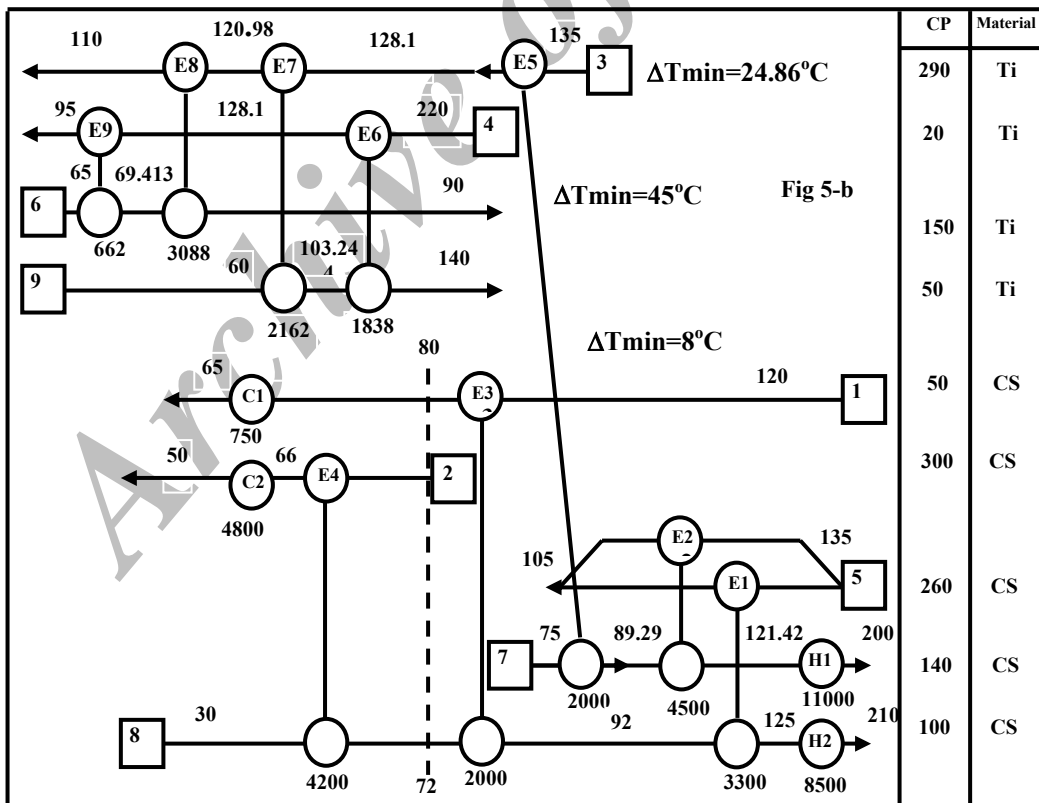 CP Material
110 120.98 128.1 135
E8 E7 E5 3 ΔTmin=24.86°C 290 Ti
95 128.1 220
E9 E6 4 20 Ti
65 69.413 90 ΔTmin=45°C Fig 5-b
6 150 Ti
662 3088
60 103.24 140
4
9 50 Ti
2162 1838
ΔTmin=8°C
80
65 120
C1 E3 1 50 CS
750
50 66
C2 E4 2 300 CS
4800
E2
105 135
E1 5 260 CS
75 89.29 121.42 200
7 H1 140 CS
2000 4500 11000
30 92 125 210
8 H2 100 CS
4200 72 2000 3300 8500
Archive of